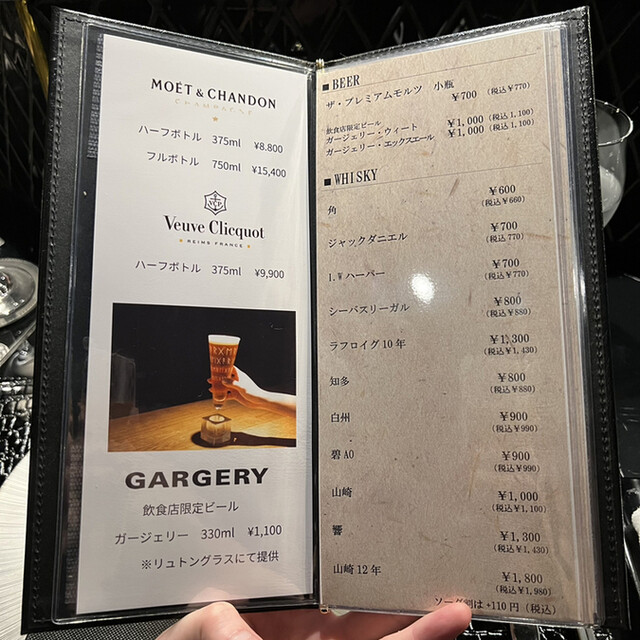 MOËT & CHANDON
CHAMPAGNE
ハーフボトル 375ml ¥8.800
フルボトル 750ml ¥15,400
Veuve Clicquot
REIMS FRANCE
ハーフボトル 375ml ¥9,900
GARGERY
飲食店限定ビール
ガージェリー 330ml ¥1,100
※リュトングラスにて提供
■BEER
ザ・プレミアムモルツ 小瓶
¥700 (税込¥770)
飲食店限定ビール
ガージェリー・ウィート ¥1,000 (税込1,100)
ガージェリー・エックスエール ¥1,000 (税込1,100)
■WHISKY
角 ¥600
(税込¥660)
ジャックダニエル ¥700
(税込¥770)
I.Wハーパー ¥700
(税込¥770)
シーバスリーガル ¥800
(税込¥880)
ラフロイグ10年 ¥1,300
(税込¥1,430)
知多 ¥800
(税込¥880)
白州 ¥900
(税込¥990)
碧AO ¥900
(税込¥990)
山崎 ¥1,000
(税込¥1,100)
響 ¥1,300
(税込¥1,430)
山崎12年 ¥1,800
(税込¥1,980)
ソーダ割は+110円(税込)